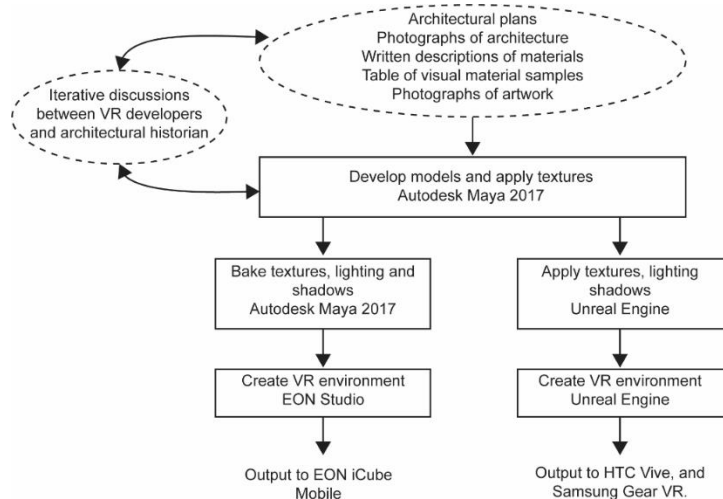 Architectural plans
Photographs of architecture
Written descriptions of materials
Table of visual material samples
Photographs of artwork
Iterative discussions
between VR developers
and architectural historian
Develop models and apply textures
Autodesk Maya 2017
Bake textures, lighting and
shadows
Autodesk Maya 2017
Apply textures, lighting
shadows
Unreal Engine
Create VR environment
EON Studio
Create VR environment
Unreal Engine
Output to EON iCube
Mobile
Output to HTC Vive, and
Samsung Gear VR.